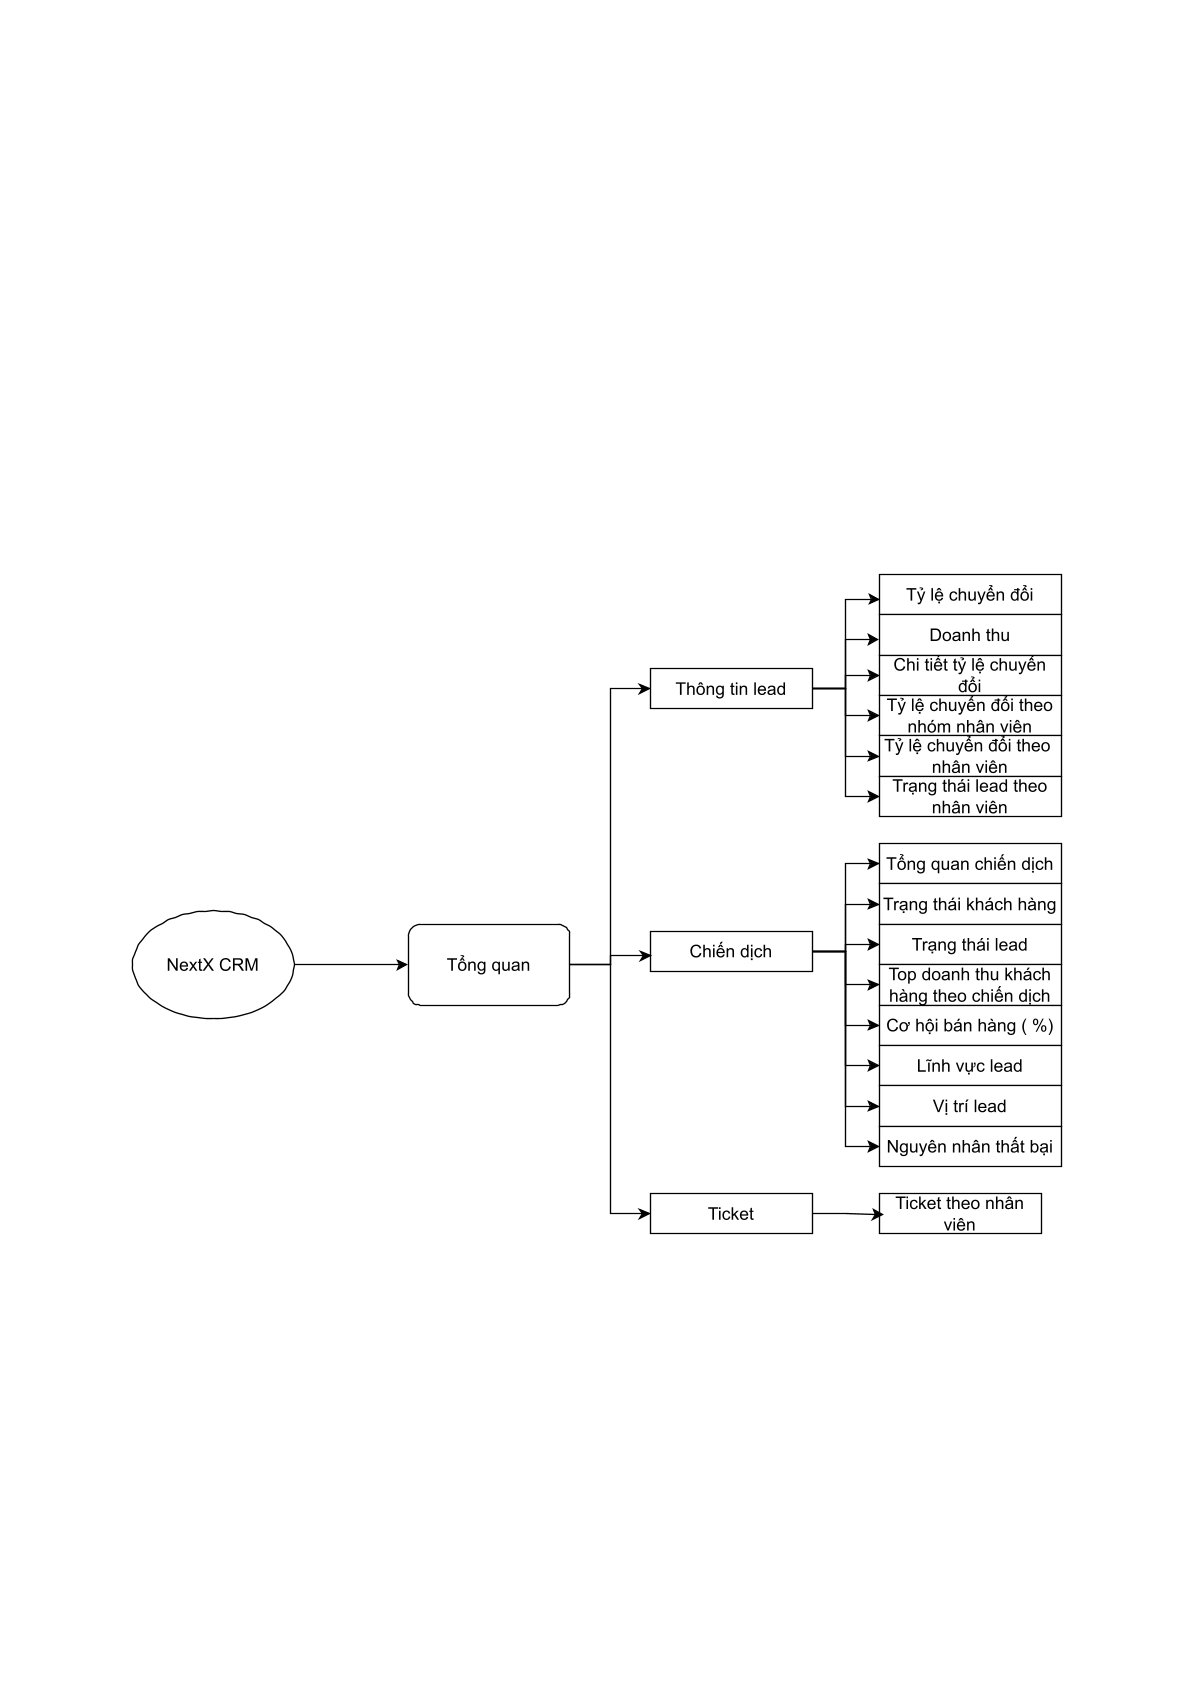 NextX CRM
Tổng quan
Thông tin lead
Tỷ lệ chuyển đổi
Doanh thu
Chi tiết tỷ lệ chuyển
đổi
Tỷ lệ chuyển đổi theo
nhóm nhân viên
Tỷ lệ chuyển đổi theo
nhân viên
Trạng thái lead theo
nhân viên
Chiến dịch
Tổng quan chiến dịch
Trạng thái khách hàng
Trạng thái lead
Top doanh thu khách
hàng theo chiến dịch
Cơ hội bán hàng ( %)
Lĩnh vực lead
Vị trí lead
Nguyên nhân thất bại
Ticket
Ticket theo nhân
viên